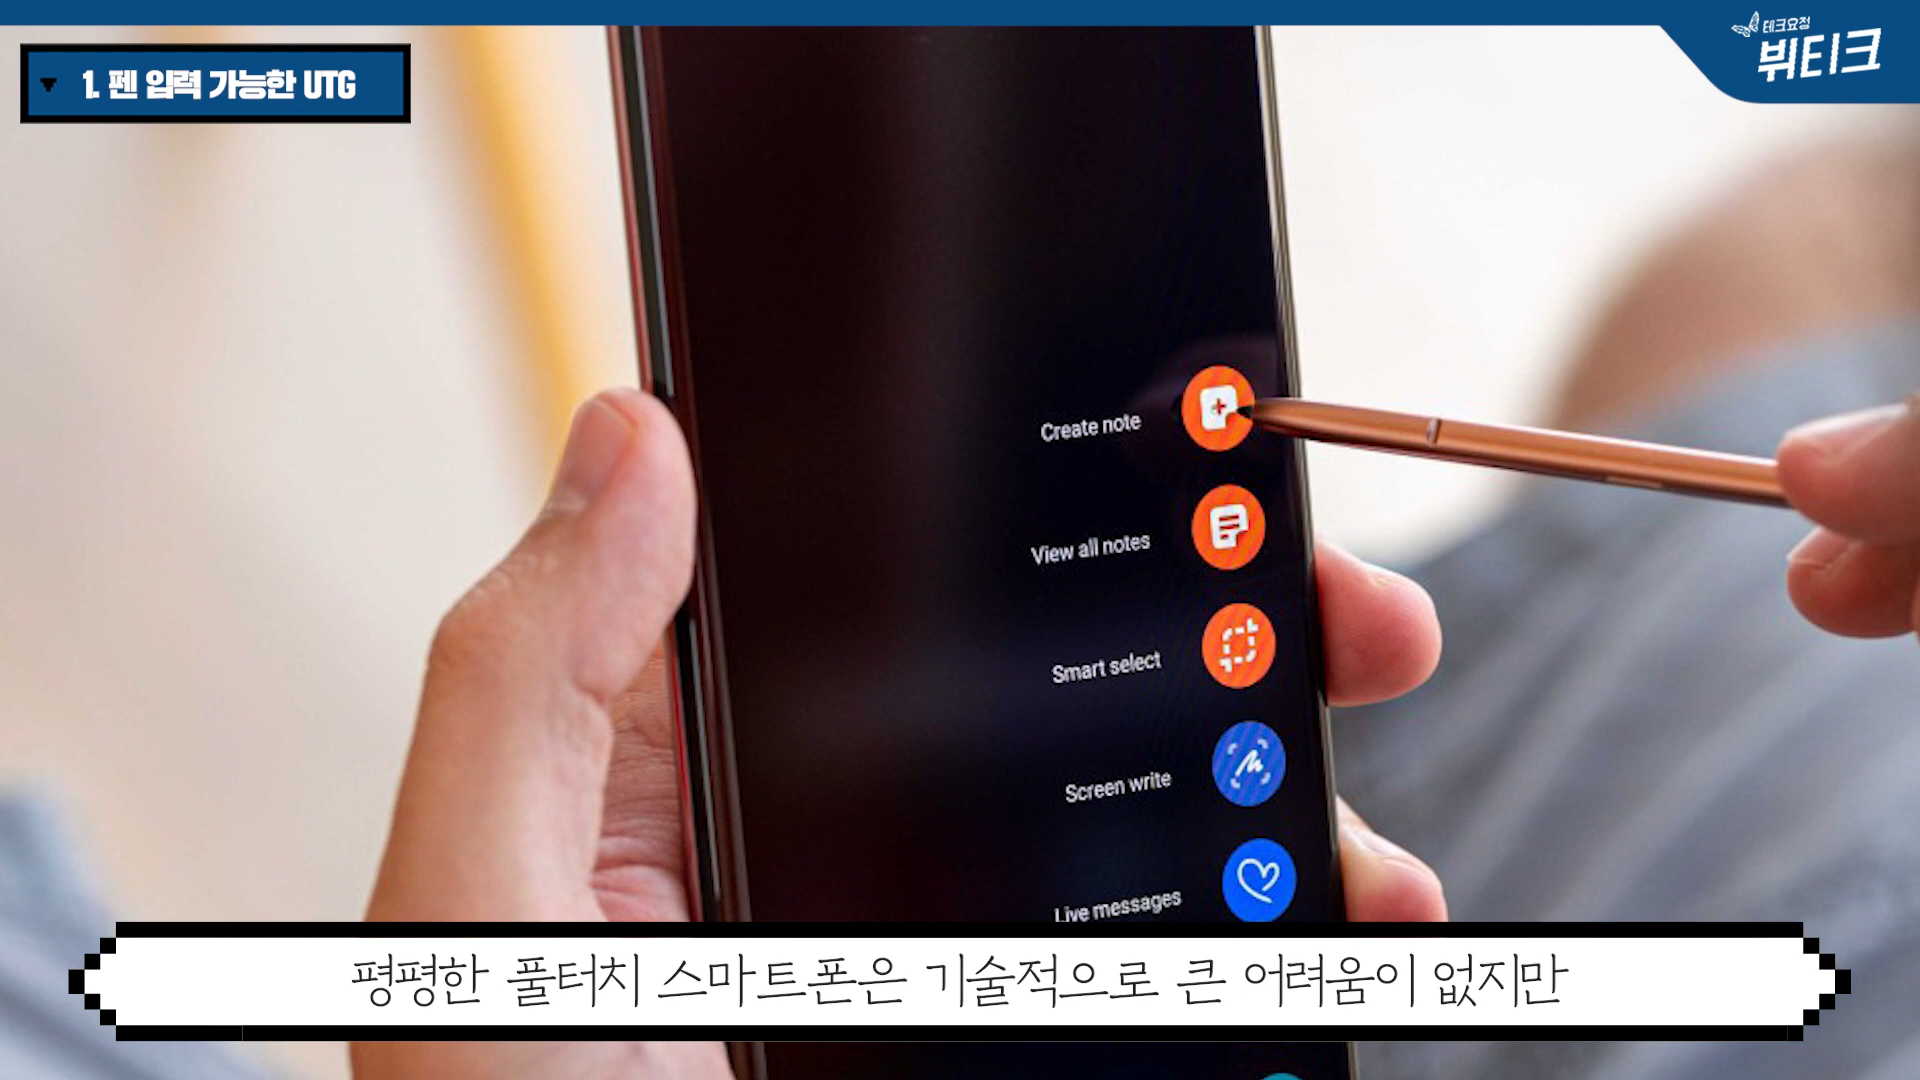 테크요정
뷰티크
1. 펜 입력 가능한 UTG
Create note
View all notes
Smart select
Screen write
Live messages
평평한 풀터치 스마트폰은 기술적으로 큰 어려움이 없지만